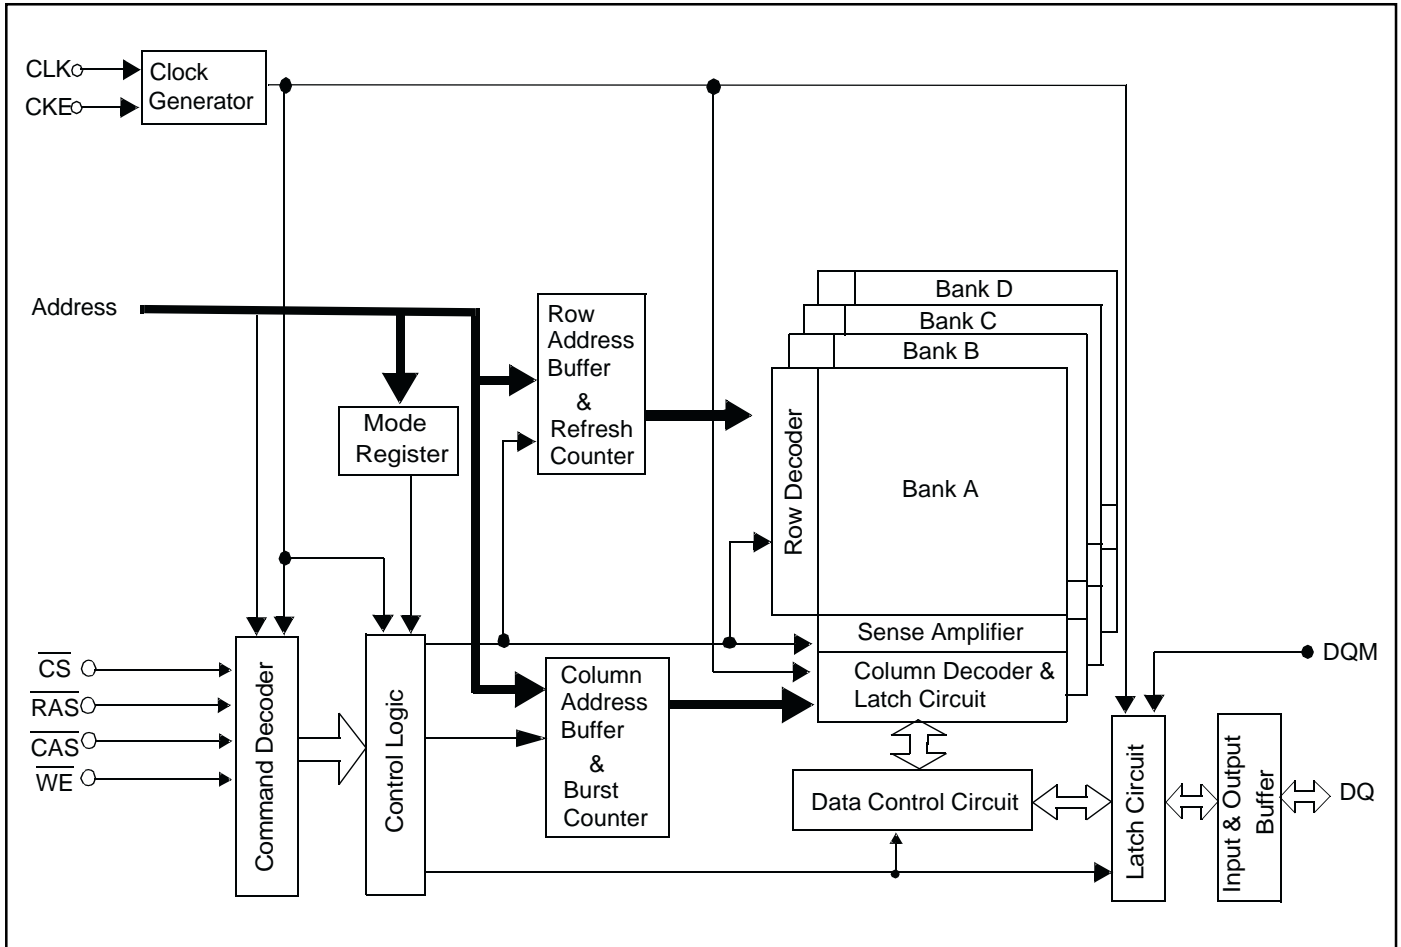 CLK
CKE
Clock
Generator
Address
Mode
Register
Row
Address
Buffer
&
Refresh
Counter
Bank D
Bank C
Bank B
Bank A
Row Decoder
Sense Amplifier
Column Decoder &
Latch Circuit
CS
RAS
CAS
WE
Command Decoder
Control Logic
Column
Address
Buffer
&
Burst
Counter
Data Control Circuit
Latch Circuit
Input & Output
Buffer
DQM
DQ